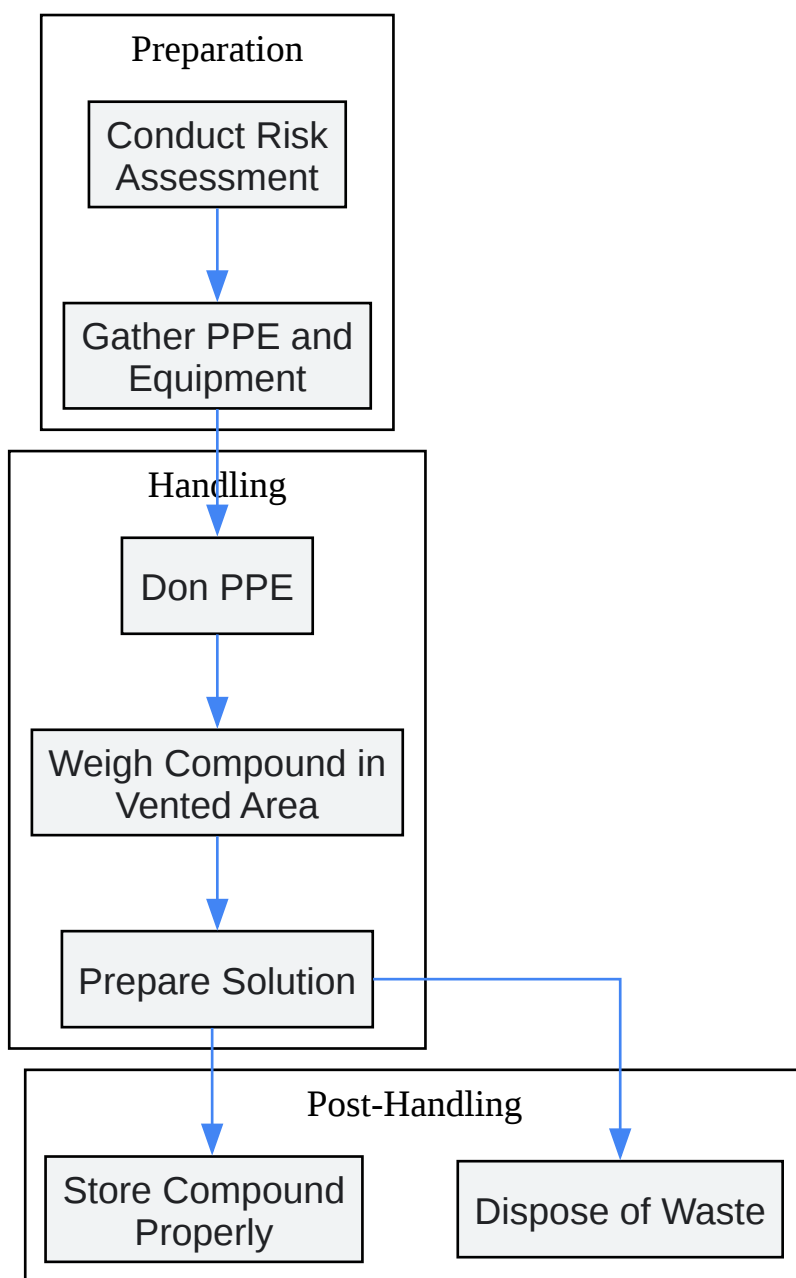 Preparation
Conduct Risk
Assessment
Gather PPE and
Equipment
Handling
Don PPE
Weigh Compound in
Vented Area
Prepare Solution
Post-Handling
Store Compound
Properly
Dispose of Waste